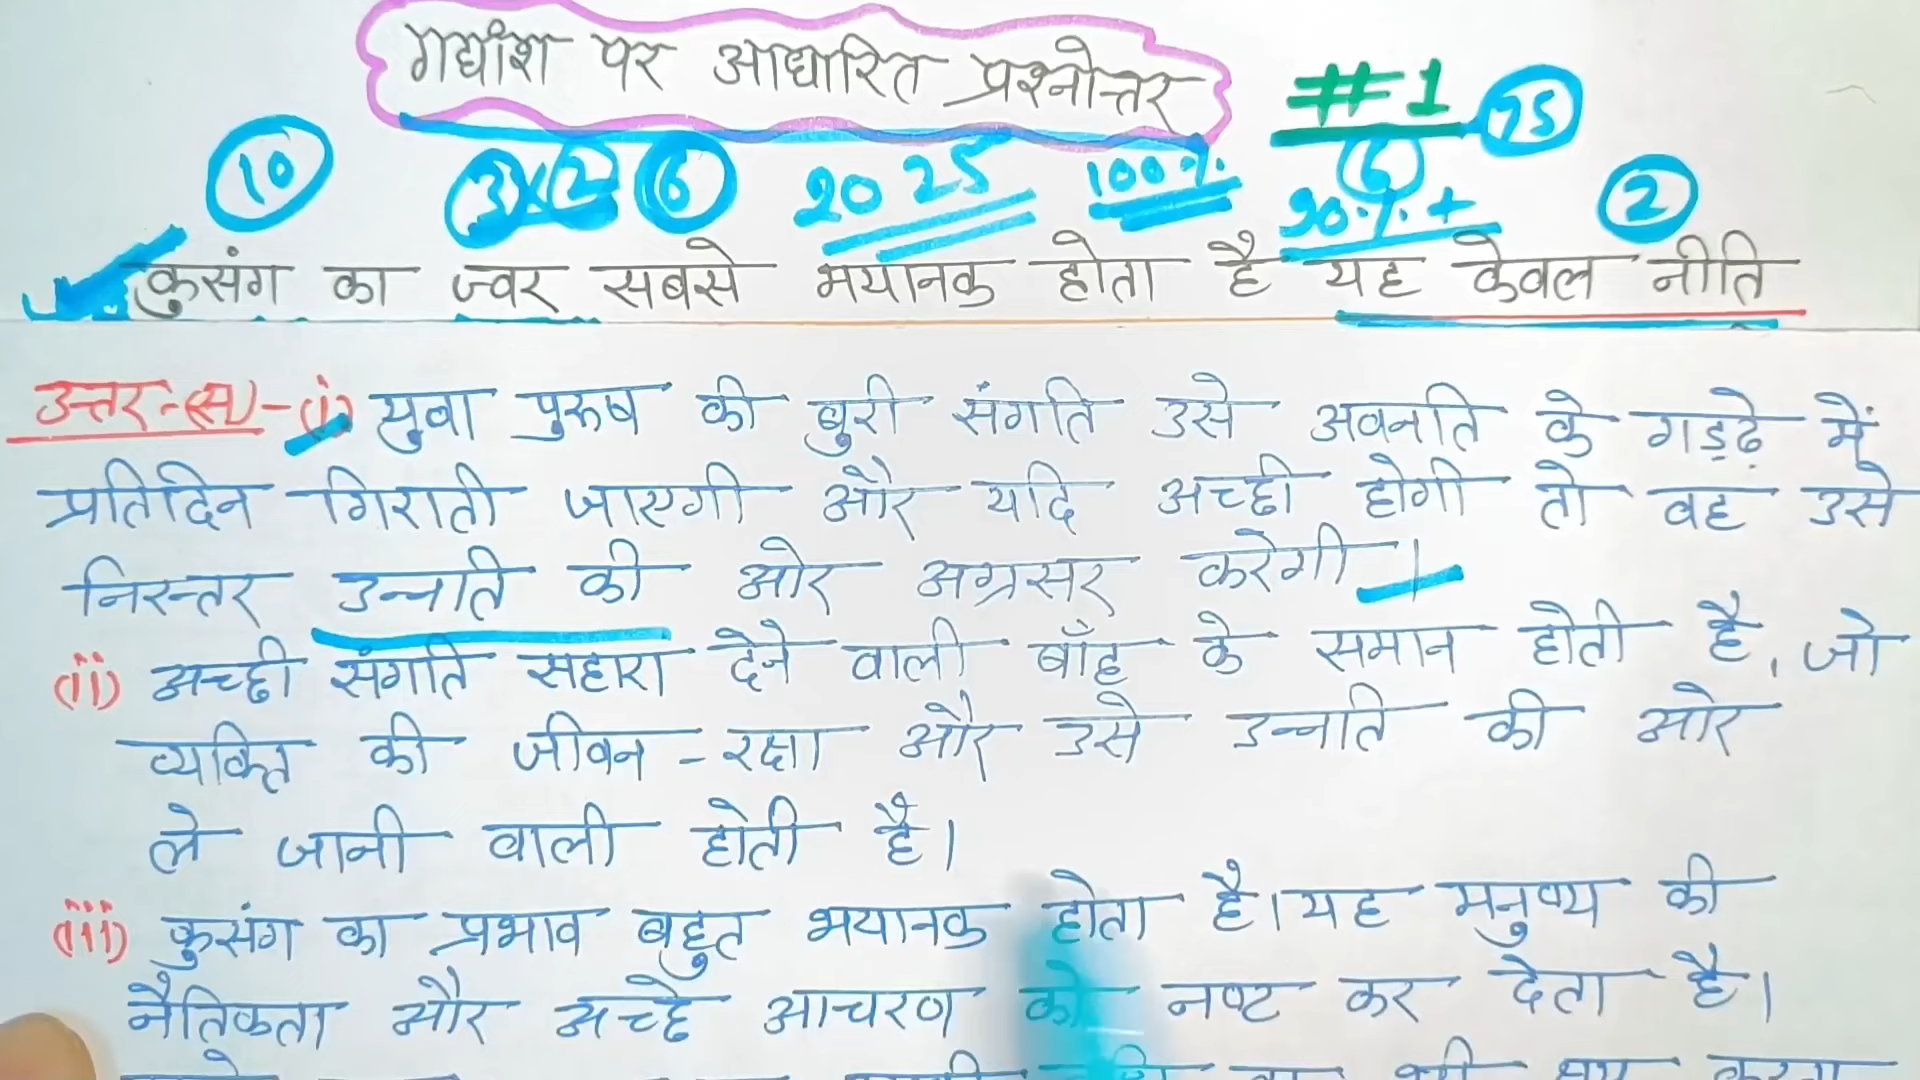 गद्यांश पर आधारित प्रश्नोत्तर #1 75
10 3x2 6 2025 100% 6 90%+ 2
कुसंग का ज्वर सबसे भयानक होता है यह केवल नीति
उत्तर-(स)-(i) युवा पुरुष की बुरी संगति उसे अवनति के गड्ढे में
प्रतिदिन गिराती जाएगी और यदि अच्छी होगी तो वह उसे
निरन्तर उन्नति की ओर अग्रसर करेगी।
(ii) अच्छी संगति सहारा देने वाली बाँह के समान होती है, जो
व्यक्ति की जीवन-रक्षा और उसे उन्नति की ओर
ले जानी वाली होती है।
(iii) कुसंग का प्रभाव बहुत भयानक होता है। यह मनुष्य की
नैतिकता और अच्छे आचरण को नष्ट कर देता है।